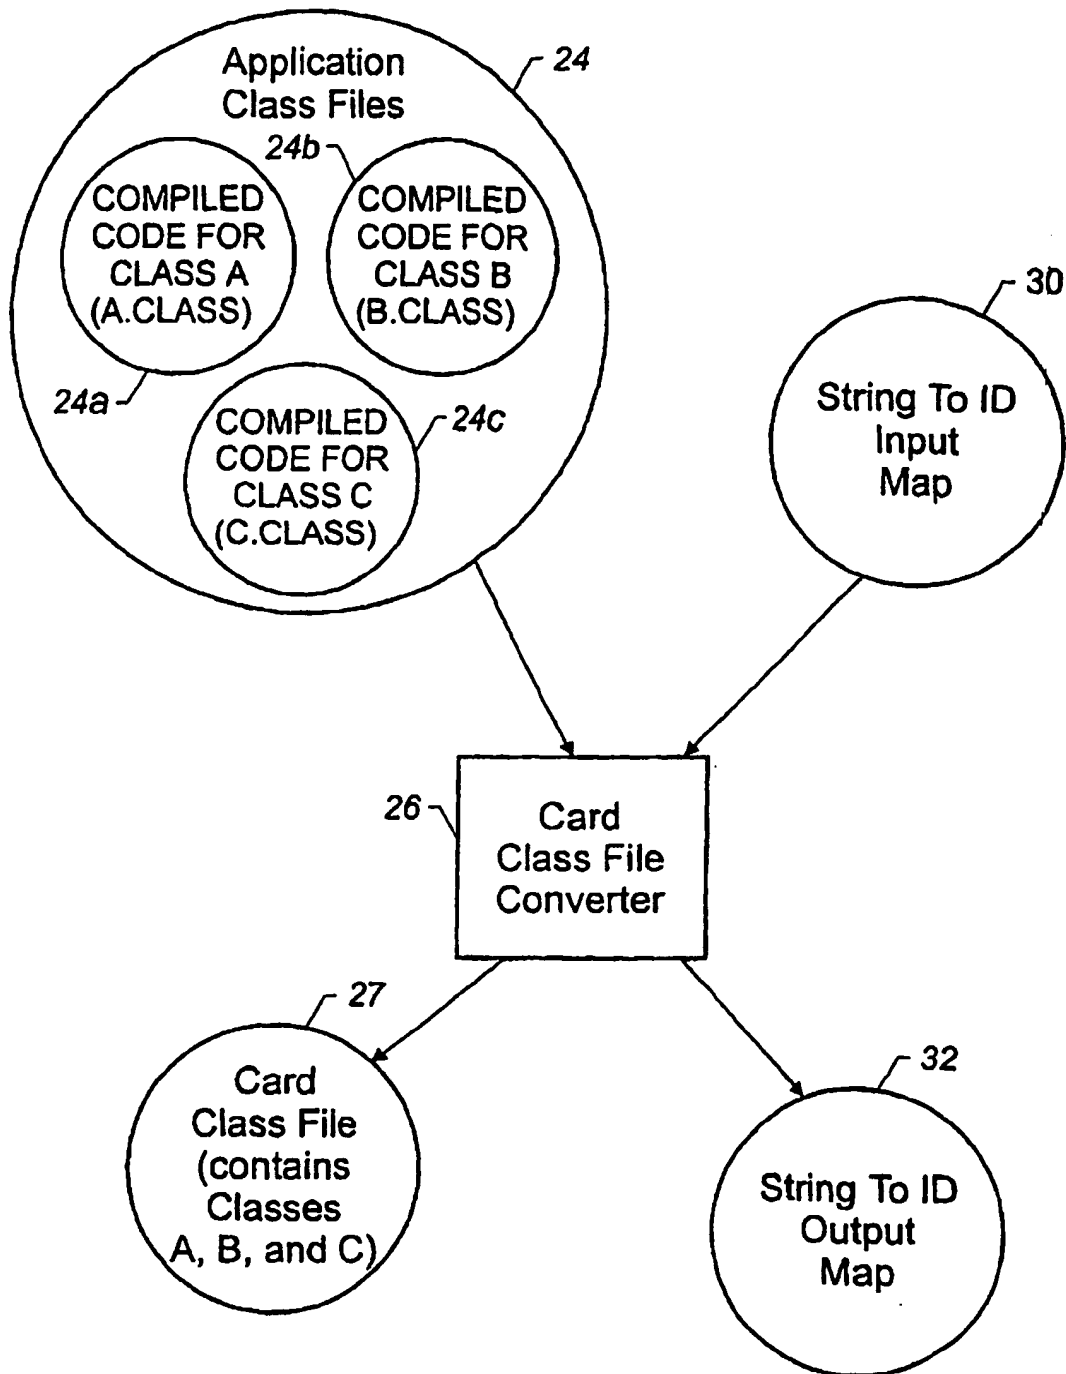 Application
Class Files
24
24b
COMPILED
CODE FOR
CLASS A
(A.CLASS)
COMPILED
CODE FOR
CLASS B
(B.CLASS)
24a
COMPILED
CODE FOR
CLASS C
(C.CLASS)
24c
30
String To ID
Input
Map
26
Card
Class File
Converter
27
Card
Class File
(contains
Classes
A, B, and C)
32
String To ID
Output
Map